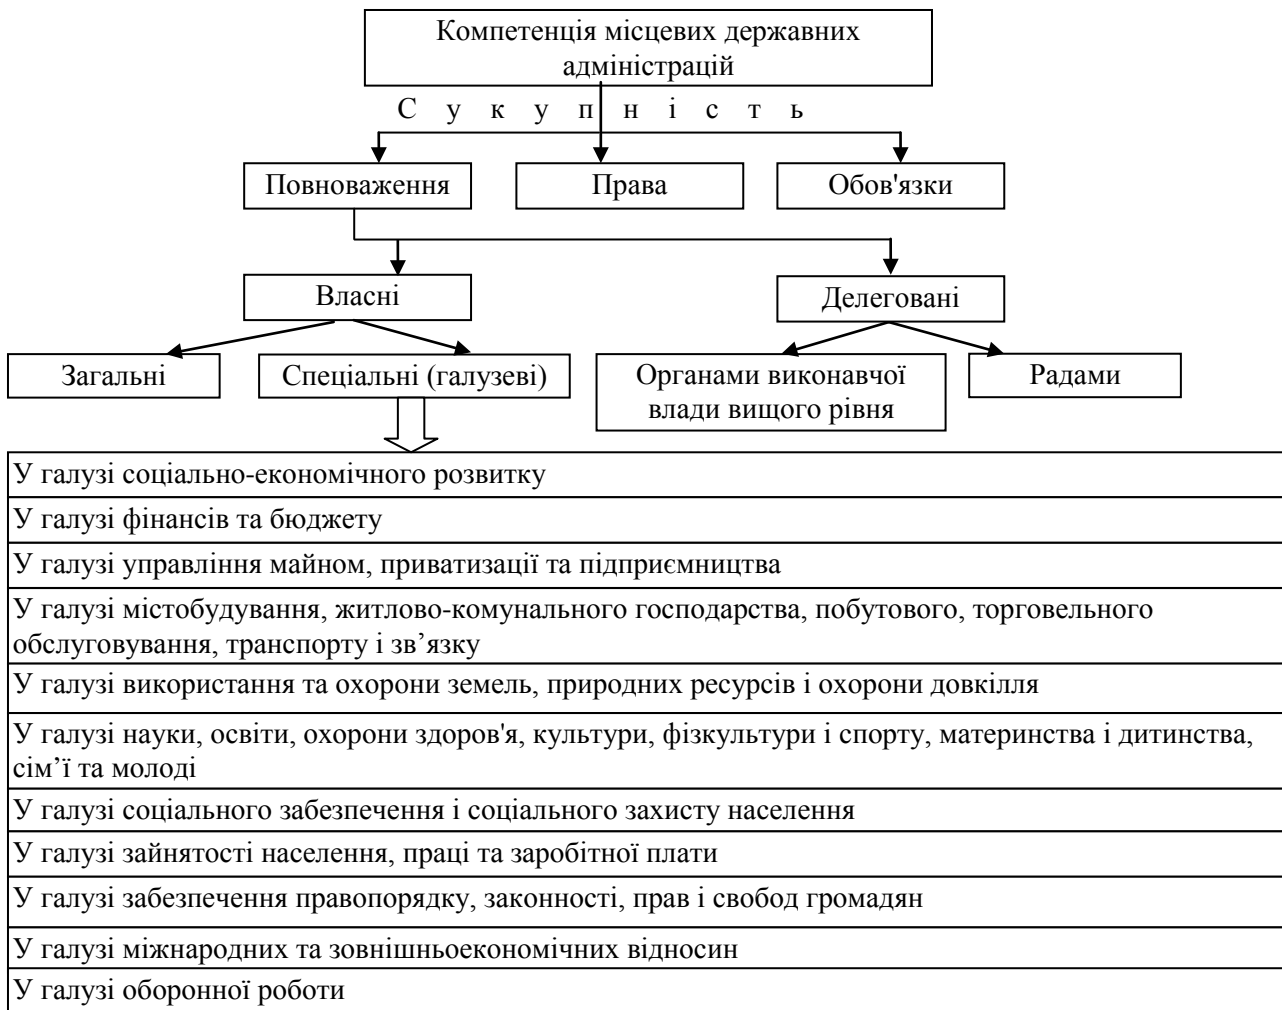 Компетенція місцевих державних
адміністрацій
С у к у п н і с т ь
Повноваження
Права
Обов'язки
Власні
Делеговані
Загальні
Спеціальні (галузеві)
Органами виконавчої
влади вищого рівня
Радами
У галузі соціально-економічного розвитку
У галузі фінансів та бюджету
У галузі управління майном, приватизації та підприємництва
У галузі містобудування, житлово-комунального господарства, побутового, торговельного
обслуговування, транспорту і зв’язку
У галузі використання та охорони земель, природних ресурсів і охорони довкілля
У галузі науки, освіти, охорони здоров'я, культури, фізкультури і спорту, материнства і дитинства,
сім’ї та молоді
У галузі соціального забезпечення і соціального захисту населення
У галузі зайнятості населення, праці та заробітної плати
У галузі забезпечення правопорядку, законності, прав і свобод громадян
У галузі міжнародних та зовнішньоекономічних відносин
У галузі оборонної роботи